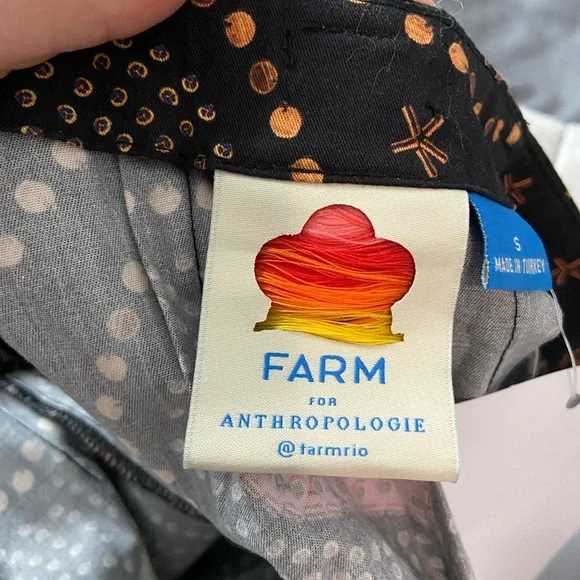 FARM
FOR
ANTHROPOLOGIE
@farmrio
S
MADE IN TURKEY